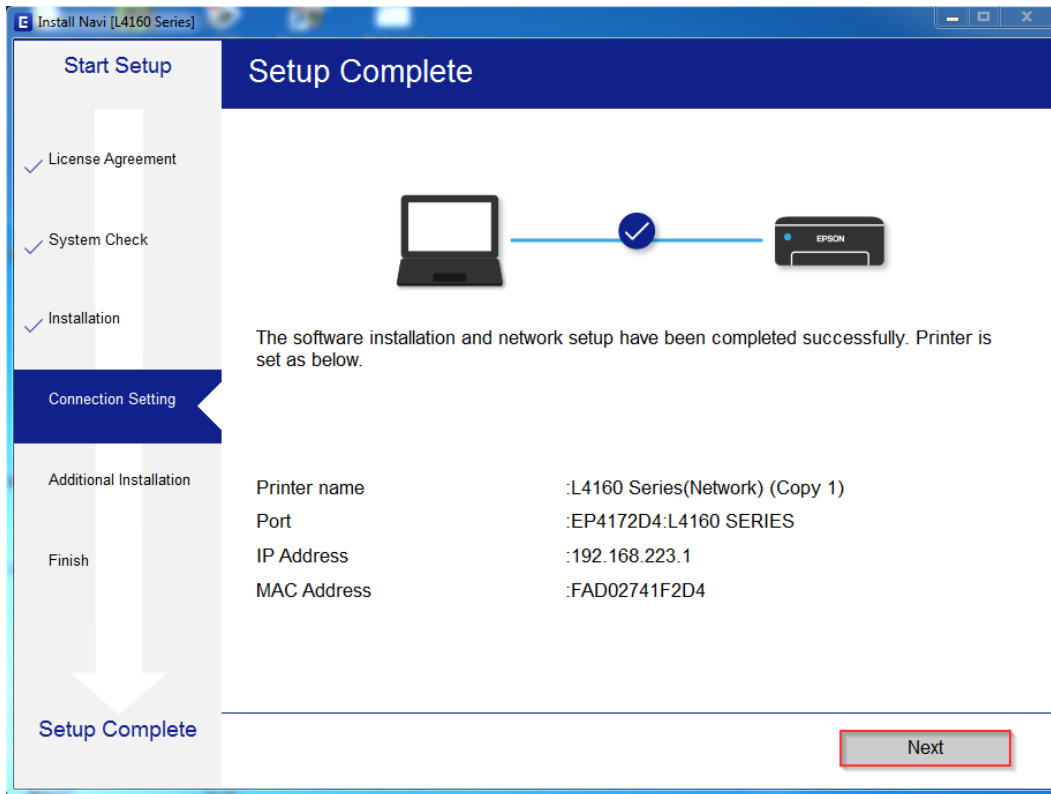 Install Navi [L4160 Series]
Start Setup
License Agreement
System Check
Installation
Connection Setting
Additional Installation
Finish
Setup Complete
Setup Complete
EPSON
The software installation and network setup have been completed successfully. Printer is
set as below.
Printer name :L4160 Series(Network) (Copy 1)
Port :EP4172D4:L4160 SERIES
IP Address :192.168.223.1
MAC Address :FAD02741F2D4
Next